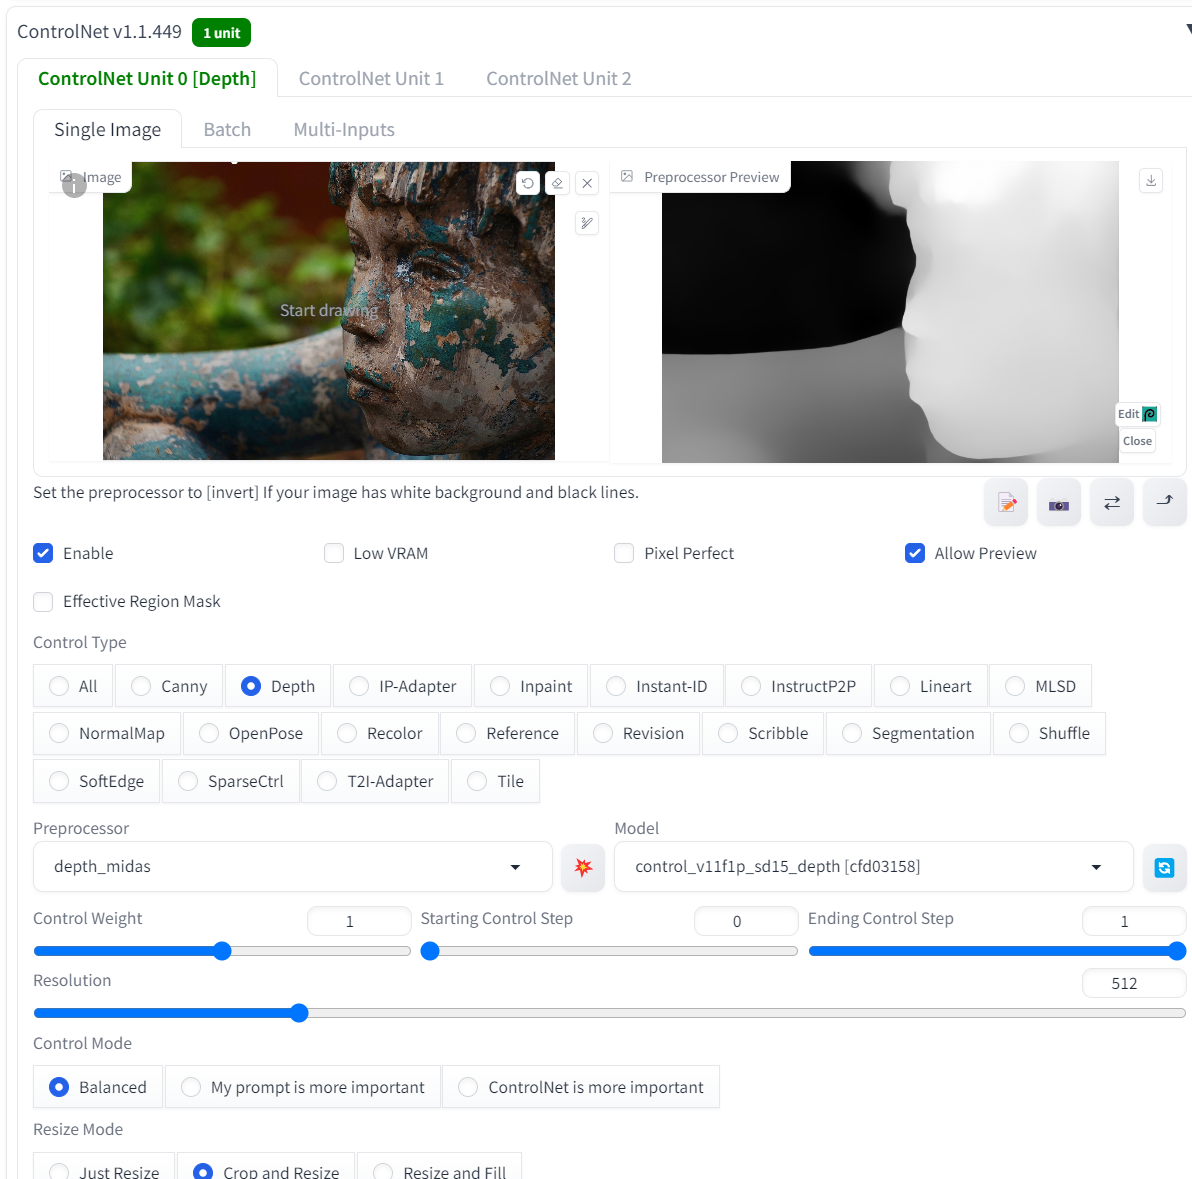 ControlNet v1.1.449 1 unit
ControlNet Unit 0 [Depth] ControlNet Unit 1 ControlNet Unit 2
Single Image Batch Multi-Inputs
Image Preprocessor Preview
Start drawing
Edit
Close
Set the preprocessor to [invert] If your image has white background and black lines.
Enable Low VRAM Pixel Perfect Allow Preview
Effective Region Mask
Control Type
All Canny Depth IP-Adapter Inpaint Instant-ID InstructP2P Lineart MLSD
NormalMap OpenPose Recolor Reference Revision Scribble Segmentation Shuffle
SoftEdge SparseCtrl T2I-Adapter Tile
Preprocessor Model
depth_midas control_v11f1p_sd15_depth [cfd03158]
Control Weight 1 Starting Control Step 0 Ending Control Step 1
Resolution 512
Control Mode
Balanced My prompt is more important ControlNet is more important
Resize Mode
Just Resize Crop and Resize Resize and Fill